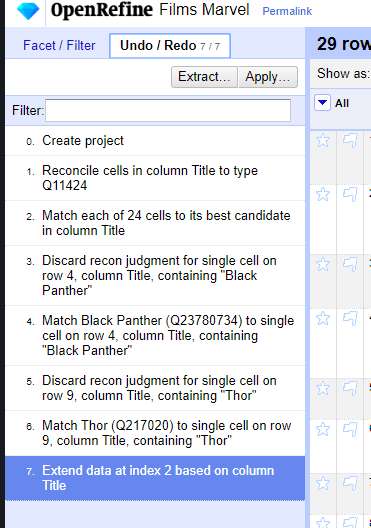 OpenRefine Films Marvel Permalink
Facet / Filter Undo / Redo 7 / 7
29 row
Extract... Apply...
Show as:
Filter:
All
0. Create project
1. Reconcile cells in column Title to type
Q11424
2. Match each of 24 cells to its best candidate
in column Title
3. Discard recon judgment for single cell on
row 4, column Title, containing "Black
Panther"
4. Match Black Panther (Q23780734) to single
cell on row 4, column Title, containing
"Black Panther"
5. Discard recon judgment for single cell on
row 9, column Title, containing "Thor"
6. Match Thor (Q217020) to single cell on row
9, column Title, containing "Thor"
7. Extend data at index 2 based on column
Title